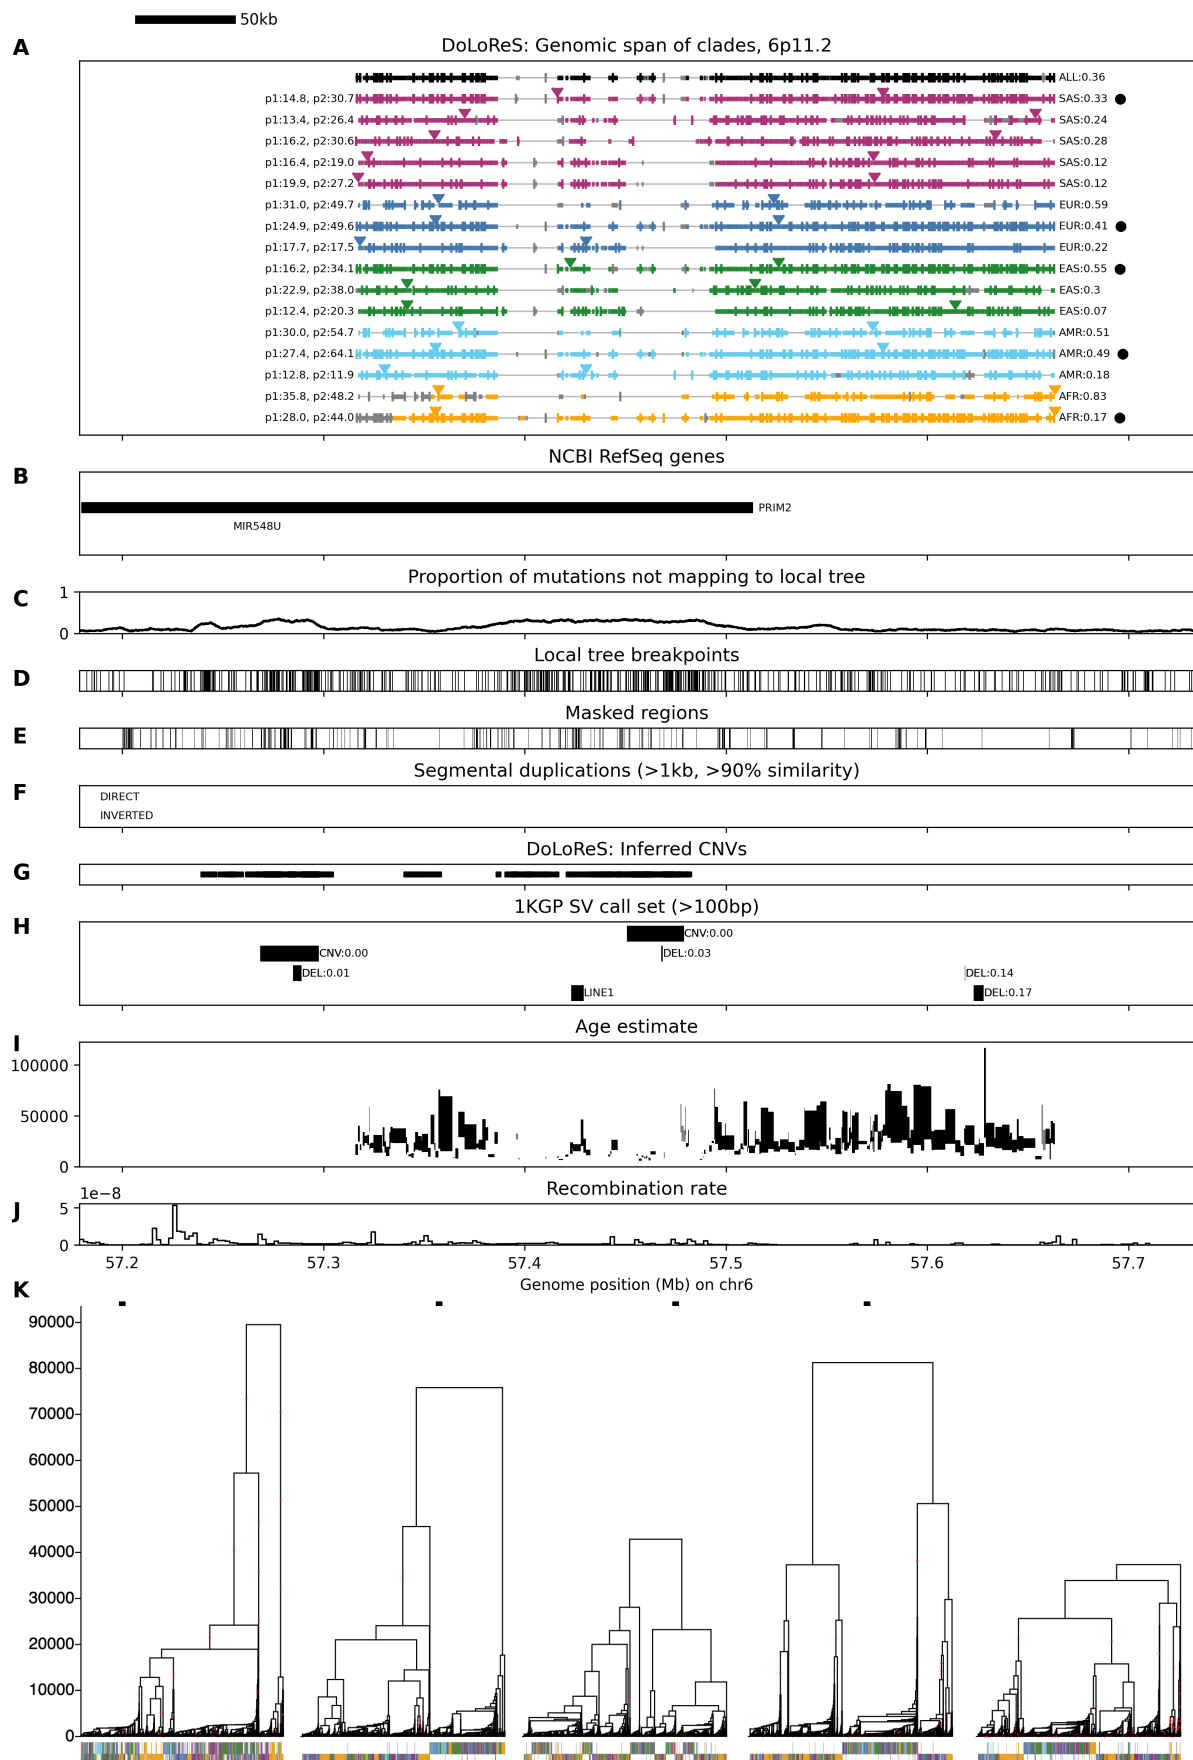 50kb
A
DoLoReS: Genomic span of clades, 6p11.2
ALL:0.36
p1:14.8, p2:30.7 SAS:0.33
p1:13.4, p2:26.4 SAS:0.24
p1:16.2, p2:30.6 SAS:0.28
p1:16.4, p2:19.0 SAS:0.12
p1:19.9, p2:27.2 SAS:0.12
p1:31.0, p2:49.7 EUR:0.59
p1:24.9, p2:49.6 EUR:0.41
p1:17.7, p2:17.5 EUR:0.22
p1:16.2, p2:34.1 EAS:0.55
p1:22.9, p2:38.0 EAS:0.3
p1:12.4, p2:20.3 EAS:0.07
p1:30.0, p2:54.7 AMR:0.51
p1:27.4, p2:64.1 AMR:0.49
p1:12.8, p2:11.9 AMR:0.18
p1:35.8, p2:48.2 AFR:0.83
p1:28.0, p2:44.0 AFR:0.17
B
NCBI RefSeq genes
PRIM2
MIR548U
C
Proportion of mutations not mapping to local tree
1
0
D
Local tree breakpoints
E
Masked regions
F
Segmental duplications (>1kb, >90% similarity)
DIRECT
INVERTED
G
DoLoReS: Inferred CNVs
H
1KGP SV call set (>100bp)
CNV:0.00
CNV:0.00 DEL:0.03
DEL:0.01 DEL:0.14
LINE1 DEL:0.17
I
Age estimate
100000
50000
0
J
Recombination rate
1e−8
5
0
57.2 57.3 57.4 57.5 57.6 57.7
Genome position (Mb) on chr6
K
90000
80000
70000
60000
50000
40000
30000
20000
10000
0